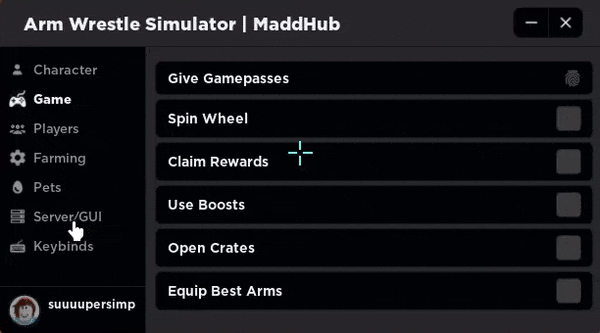 Arm Wrestle Simulator | MaddHub
Character
Game
Players
Farming
Pets
Server/GUI
Keybinds
suuuupersimp
Give Gamepasses
Spin Wheel
Claim Rewards
Use Boosts
Open Crates
Equip Best Arms